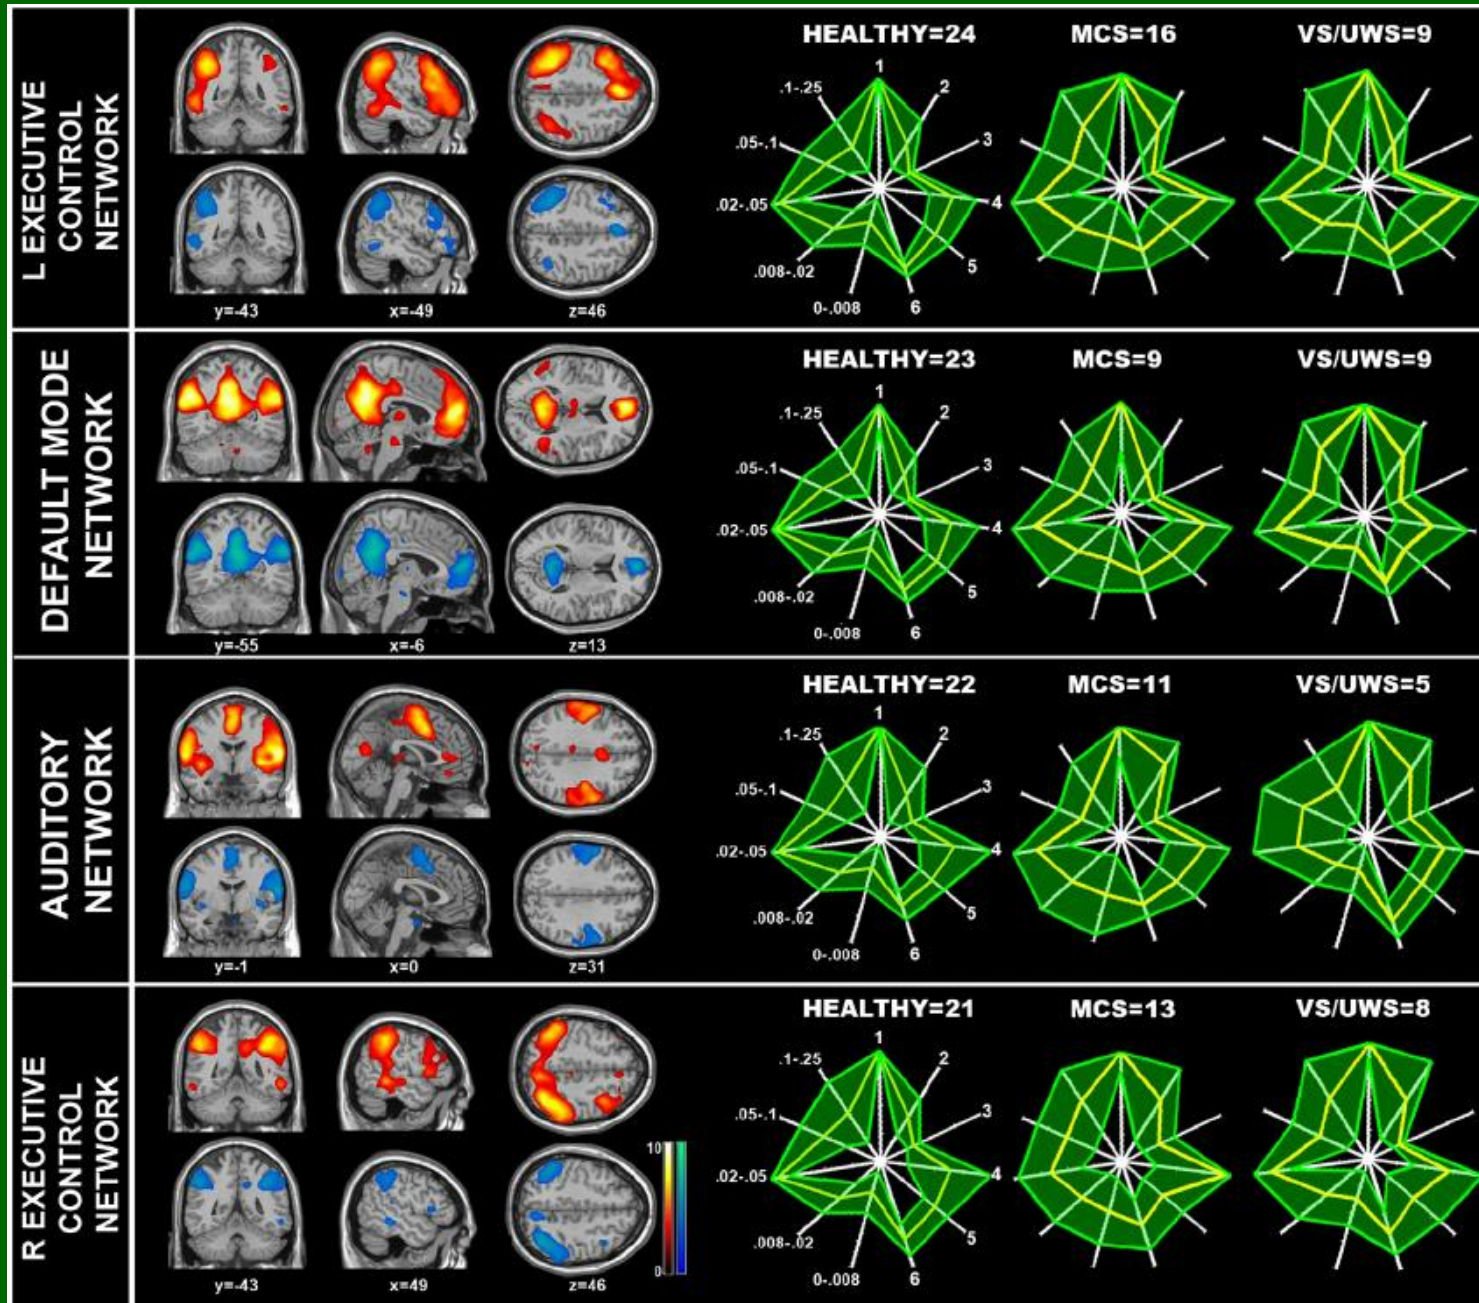 L EXECUTIVE
CONTROL
NETWORK
y=-43
x=-49
z=46
HEALTHY=24
MCS=16
VS/UWS=9
1
2
3
4
5
6
0-.008
.008-.02
.02-.05
.05-.1
.1-.25
DEFAULT MODE
NETWORK
y=-55
x=-6
z=13
HEALTHY=23
MCS=9
VS/UWS=9
1
2
3
4
5
6
0-.008
.008-.02
.02-.05
.05-.1
.1-.25
AUDITORY
NETWORK
y=-1
x=0
z=31
HEALTHY=22
MCS=11
VS/UWS=5
1
2
3
4
5
6
0-.008
.008-.02
.02-.05
.05-.1
.1-.25
R EXECUTIVE
CONTROL
NETWORK
y=-43
x=49
z=46
10
0
HEALTHY=21
MCS=13
VS/UWS=8
1
2
3
4
5
6
0-.008
.008-.02
.02-.05
.05-.1
.1-.25